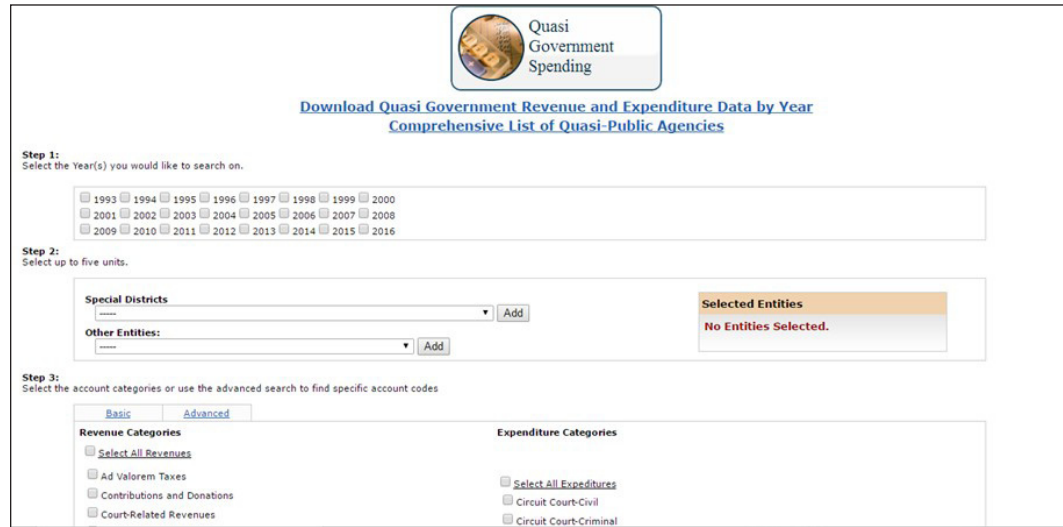 Quasi
Government
Spending
Download Quasi Government Revenue and Expenditure Data by Year
Comprehensive List of Quasi-Public Agencies
Step 1:
Select the Year(s) you would like to search on.
1993 1994 1995 1996 1997 1998 1999 2000
2001 2002 2003 2004 2005 2006 2007 2008
2009 2010 2011 2012 2013 2014 2015 2016
Step 2:
Select up to five units.
Special Districts
----- Add
Other Entities:
----- Add
Selected Entities
No Entities Selected.
Step 3:
Select the account categories or use the advanced search to find specific account codes
Basic Advanced
Revenue Categories
Select All Revenues
Ad Valorem Taxes
Contributions and Donations
Court-Related Revenues
Expenditure Categories
Select All Expeditures
Circuit Court-Civil
Circuit Court-Criminal